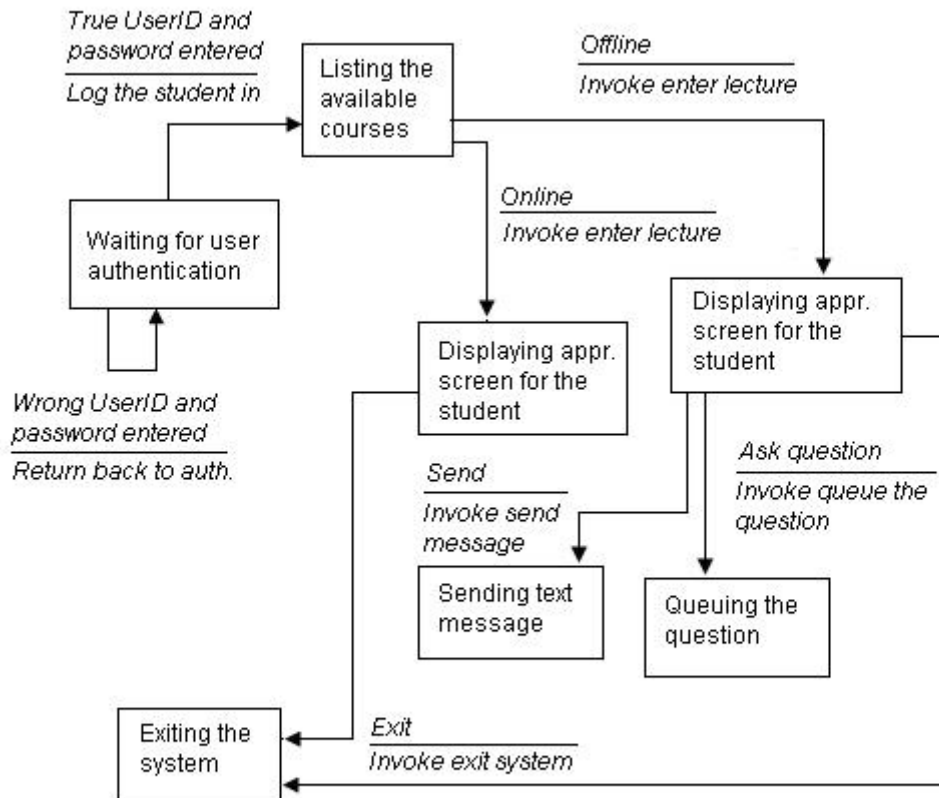 True UserID and
password entered
Log the student in
Listing the
available
courses
Offline
Invoke enter lecture
Online
Invoke enter lecture
Waiting for user
authentication
Wrong UserID and
password entered
Return back to auth.
Displaying appr.
screen for the
student
Displaying appr.
screen for the
student
Send
Invoke send
message
Ask question
Invoke queue the
question
Sending text
message
Queuing the
question
Exiting the
system
Exit
Invoke exit system